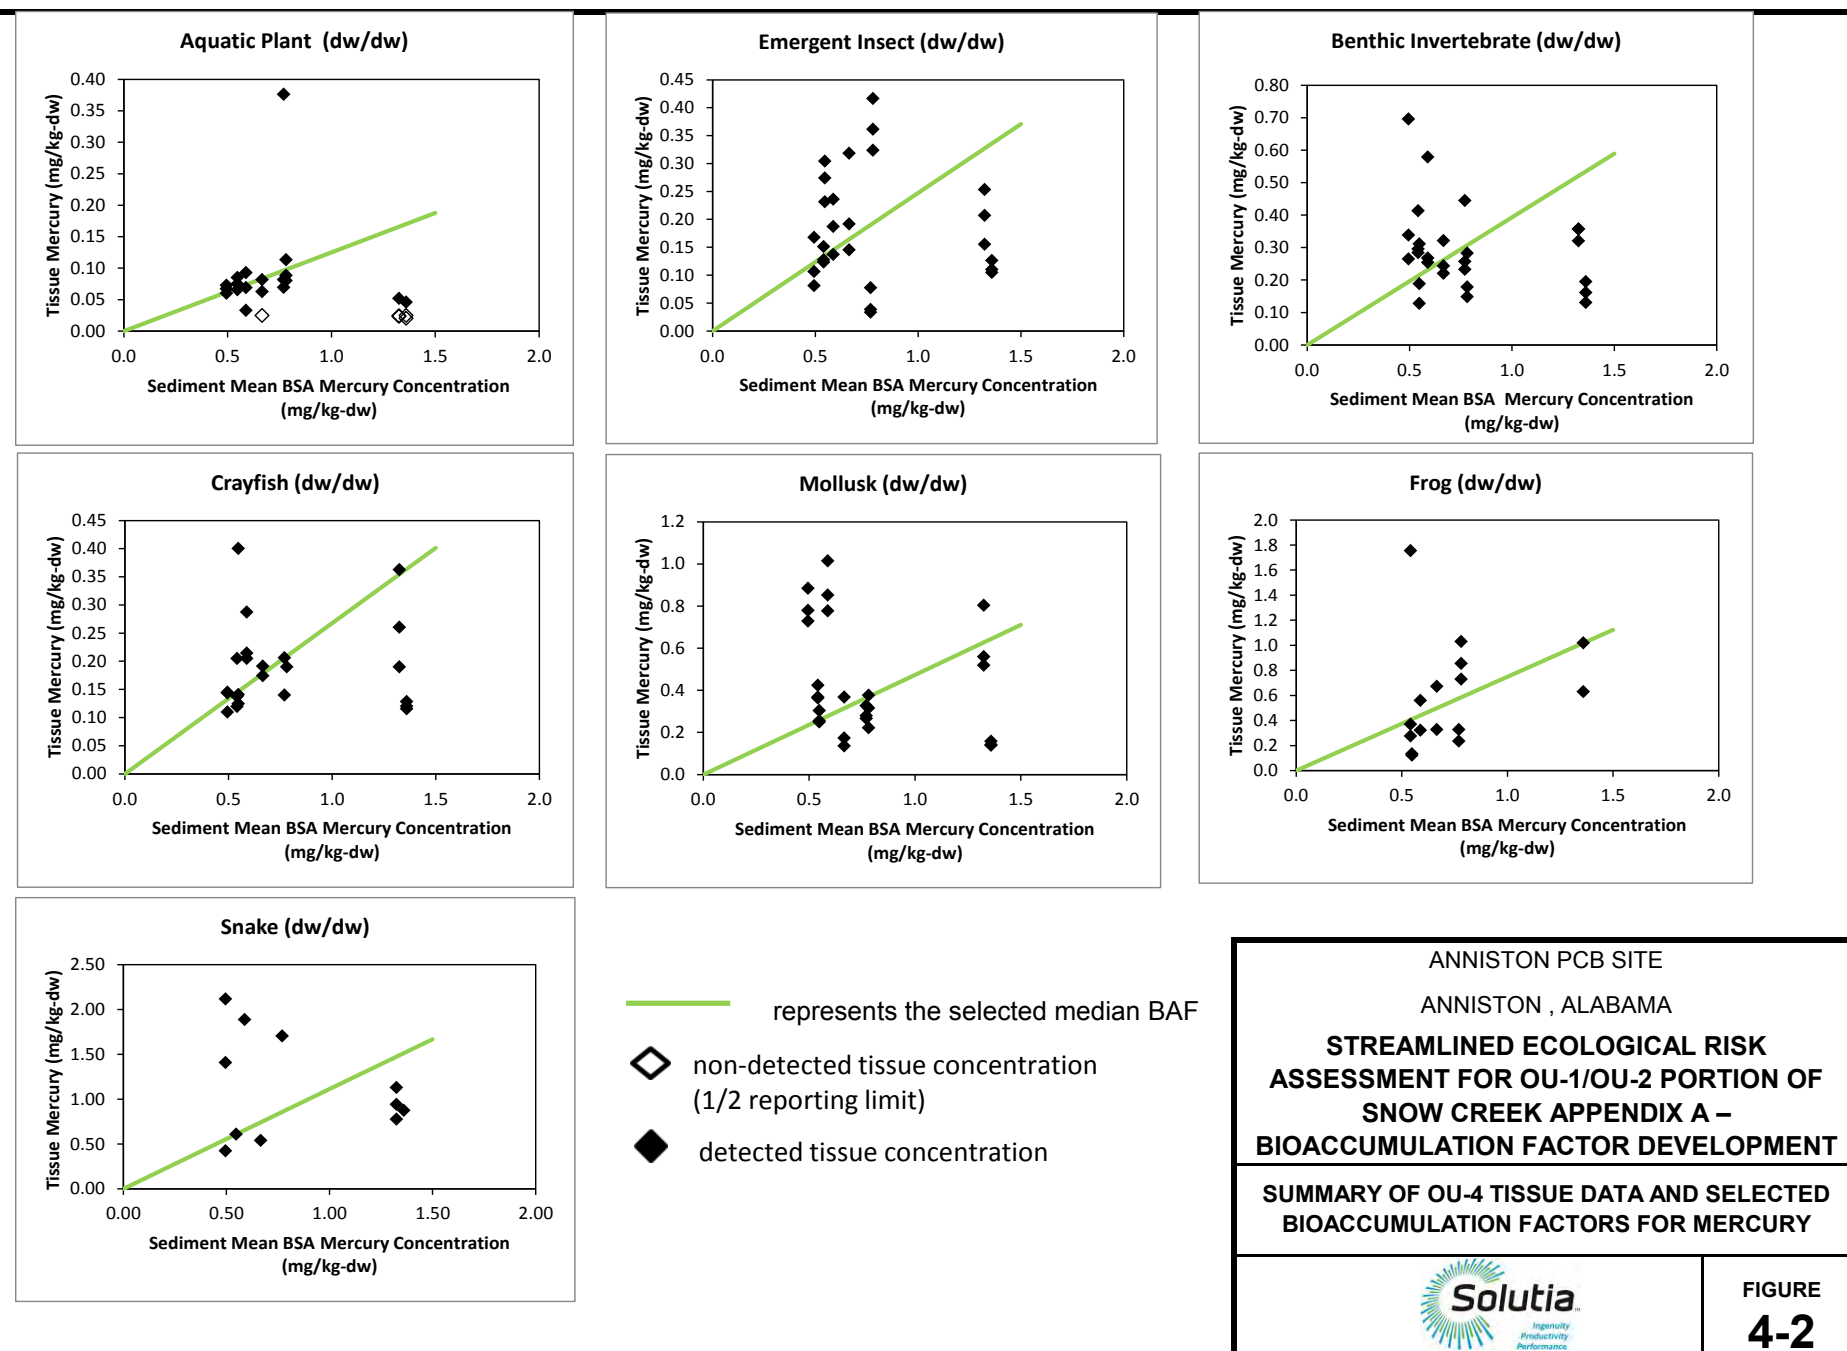 Aquatic Plant (dw/dw)
Tissue Mercury (mg/kg-dw)
0.40
0.35
0.30
0.25
0.20
0.15
0.10
0.05
0.00
0.0 0.5 1.0 1.5 2.0
Sediment Mean BSA Mercury Concentration
(mg/kg-dw)
Emergent Insect (dw/dw)
Tissue Mercury (mg/kg-dw)
0.45
0.40
0.35
0.30
0.25
0.20
0.15
0.10
0.05
0.00
0.0 0.5 1.0 1.5 2.0
Sediment Mean BSA Mercury Concentration
(mg/kg-dw)
Benthic Invertebrate (dw/dw)
Tissue Mercury (mg/kg-dw)
0.80
0.70
0.60
0.50
0.40
0.30
0.20
0.10
0.00
0.0 0.5 1.0 1.5 2.0
Sediment Mean BSA Mercury Concentration
(mg/kg-dw)
Crayfish (dw/dw)
Tissue Mercury (mg/kg-dw)
0.45
0.40
0.35
0.30
0.25
0.20
0.15
0.10
0.05
0.00
0.0 0.5 1.0 1.5 2.0
Sediment Mean BSA Mercury Concentration
(mg/kg-dw)
Mollusk (dw/dw)
Tissue Mercury (mg/kg-dw)
1.2
1.0
0.8
0.6
0.4
0.2
0.0
0.0 0.5 1.0 1.5 2.0
Sediment Mean BSA Mercury Concentration
(mg/kg-dw)
Frog (dw/dw)
Tissue Mercury (mg/kg-dw)
2.0
1.8
1.6
1.4
1.2
1.0
0.8
0.6
0.4
0.2
0.0
0.0 0.5 1.0 1.5 2.0
Sediment Mean BSA Mercury Concentration
(mg/kg-dw)
Snake (dw/dw)
Tissue Mercury (mg/kg-dw)
2.50
2.00
1.50
1.00
0.50
0.00
0.00 0.50 1.00 1.50 2.00
Sediment Mean BSA Mercury Concentration
(mg/kg-dw)
represents the selected median BAF
non-detected tissue concentration
(1/2 reporting limit)
detected tissue concentration
ANNISTON PCB SITE
ANNISTON , ALABAMA
STREAMLINED ECOLOGICAL RISK
ASSESSMENT FOR OU-1/OU-2 PORTION OF
SNOW CREEK APPENDIX A –
BIOACCUMULATION FACTOR DEVELOPMENT
SUMMARY OF OU-4 TISSUE DATA AND SELECTED
BIOACCUMULATION FACTORS FOR MERCURY
Solutia™
Ingenuity
Productivity
Performance
FIGURE
4-2